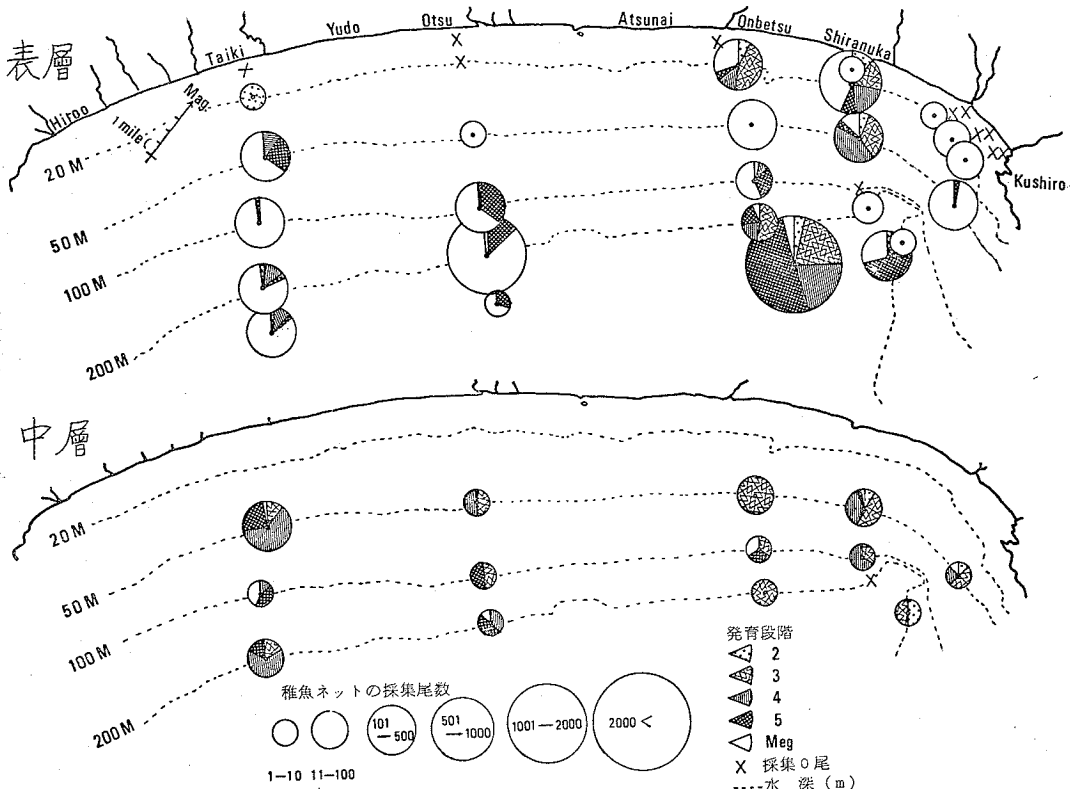 表層
Hiroo
Taiki
Yudo
Otsu
Atsunai
Onbetsu
Shiranuka
Kushiro
Mag.
1 mile
20 M
50 M
100 M
200 M
中層
20 M
50 M
100 M
200 M
稚魚ネットの採集尾数
1-10
11-100
101-500
501-1000
1001-2000
2000 <
発育段階
2
3
4
5
Meg
X 採集0尾
----水 深 (m)